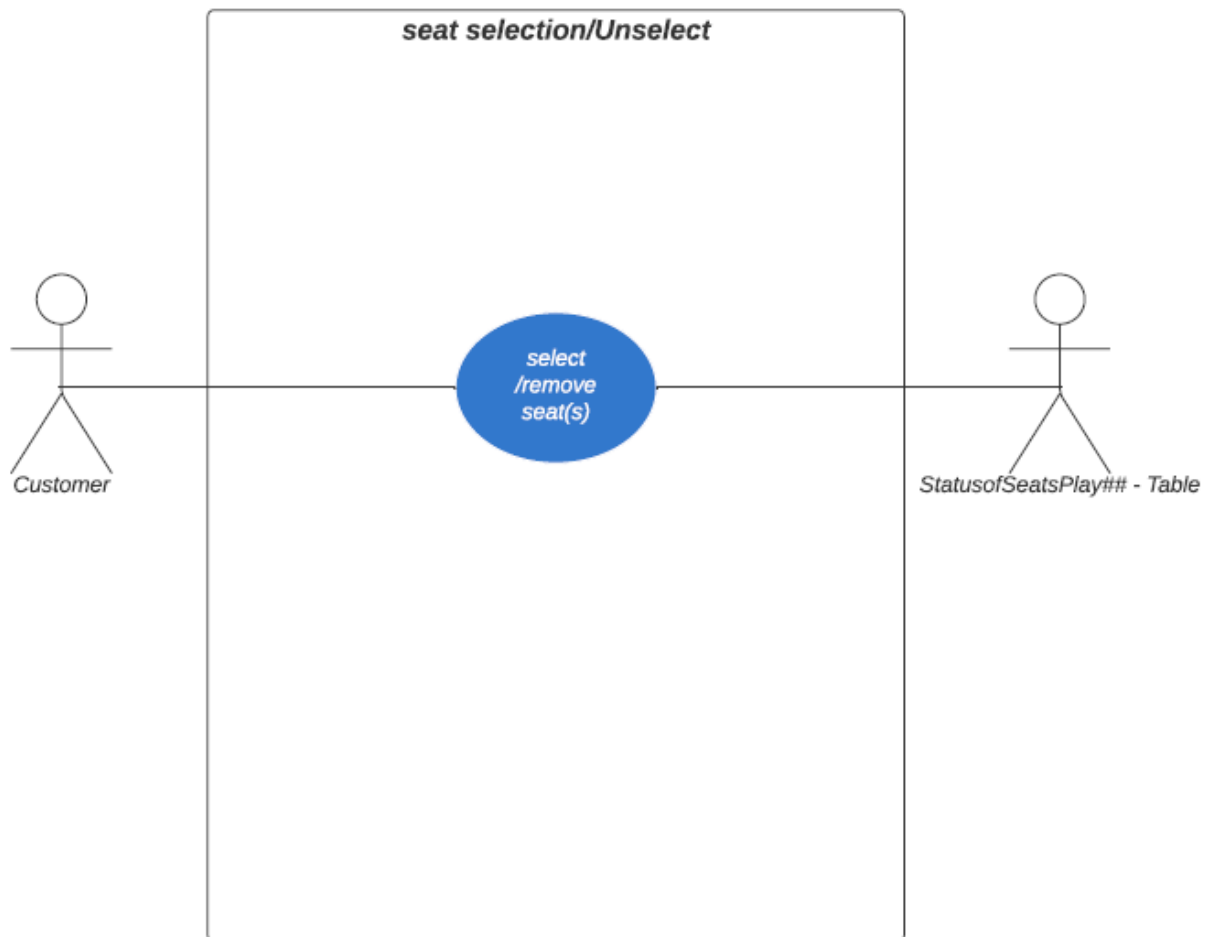 seat selection/Unselect
select
/remove
seat(s)
Customer
StatusofSeatsPlay## - Table